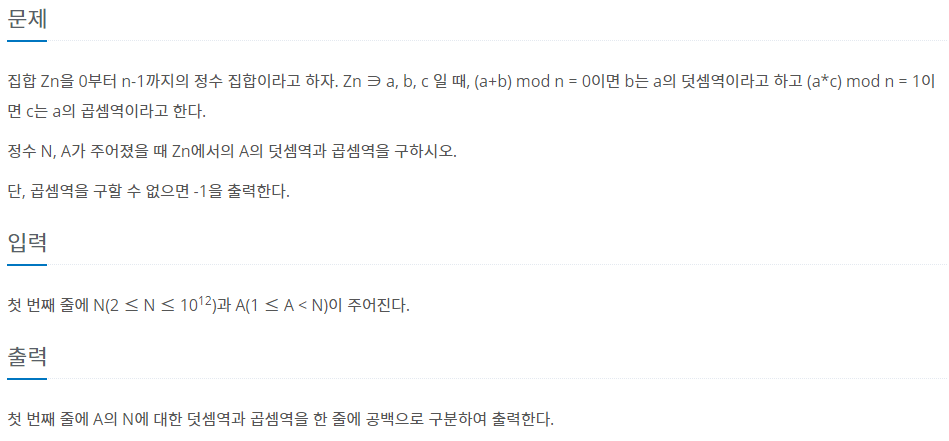 문제
집합 Zn을 0부터 n-1까지의 정수 집합이라고 하자. Zn ∋ a, b, c 일 때, (a+b) mod n = 0이면 b는 a의 덧셈역이라고 하고 (a*c) mod n = 1이
면 c는 a의 곱셈역이라고 한다.
정수 N, A가 주어졌을 때 Zn에서의 A의 덧셈역과 곱셈역을 구하시오.
단, 곱셈역을 구할 수 없으면 -1을 출력한다.
입력
첫 번째 줄에 N(2 ≤ N ≤ 10¹²)과 A(1 ≤ A < N)이 주어진다.
출력
첫 번째 줄에 A의 N에 대한 덧셈역과 곱셈역을 한 줄에 공백으로 구분하여 출력한다.